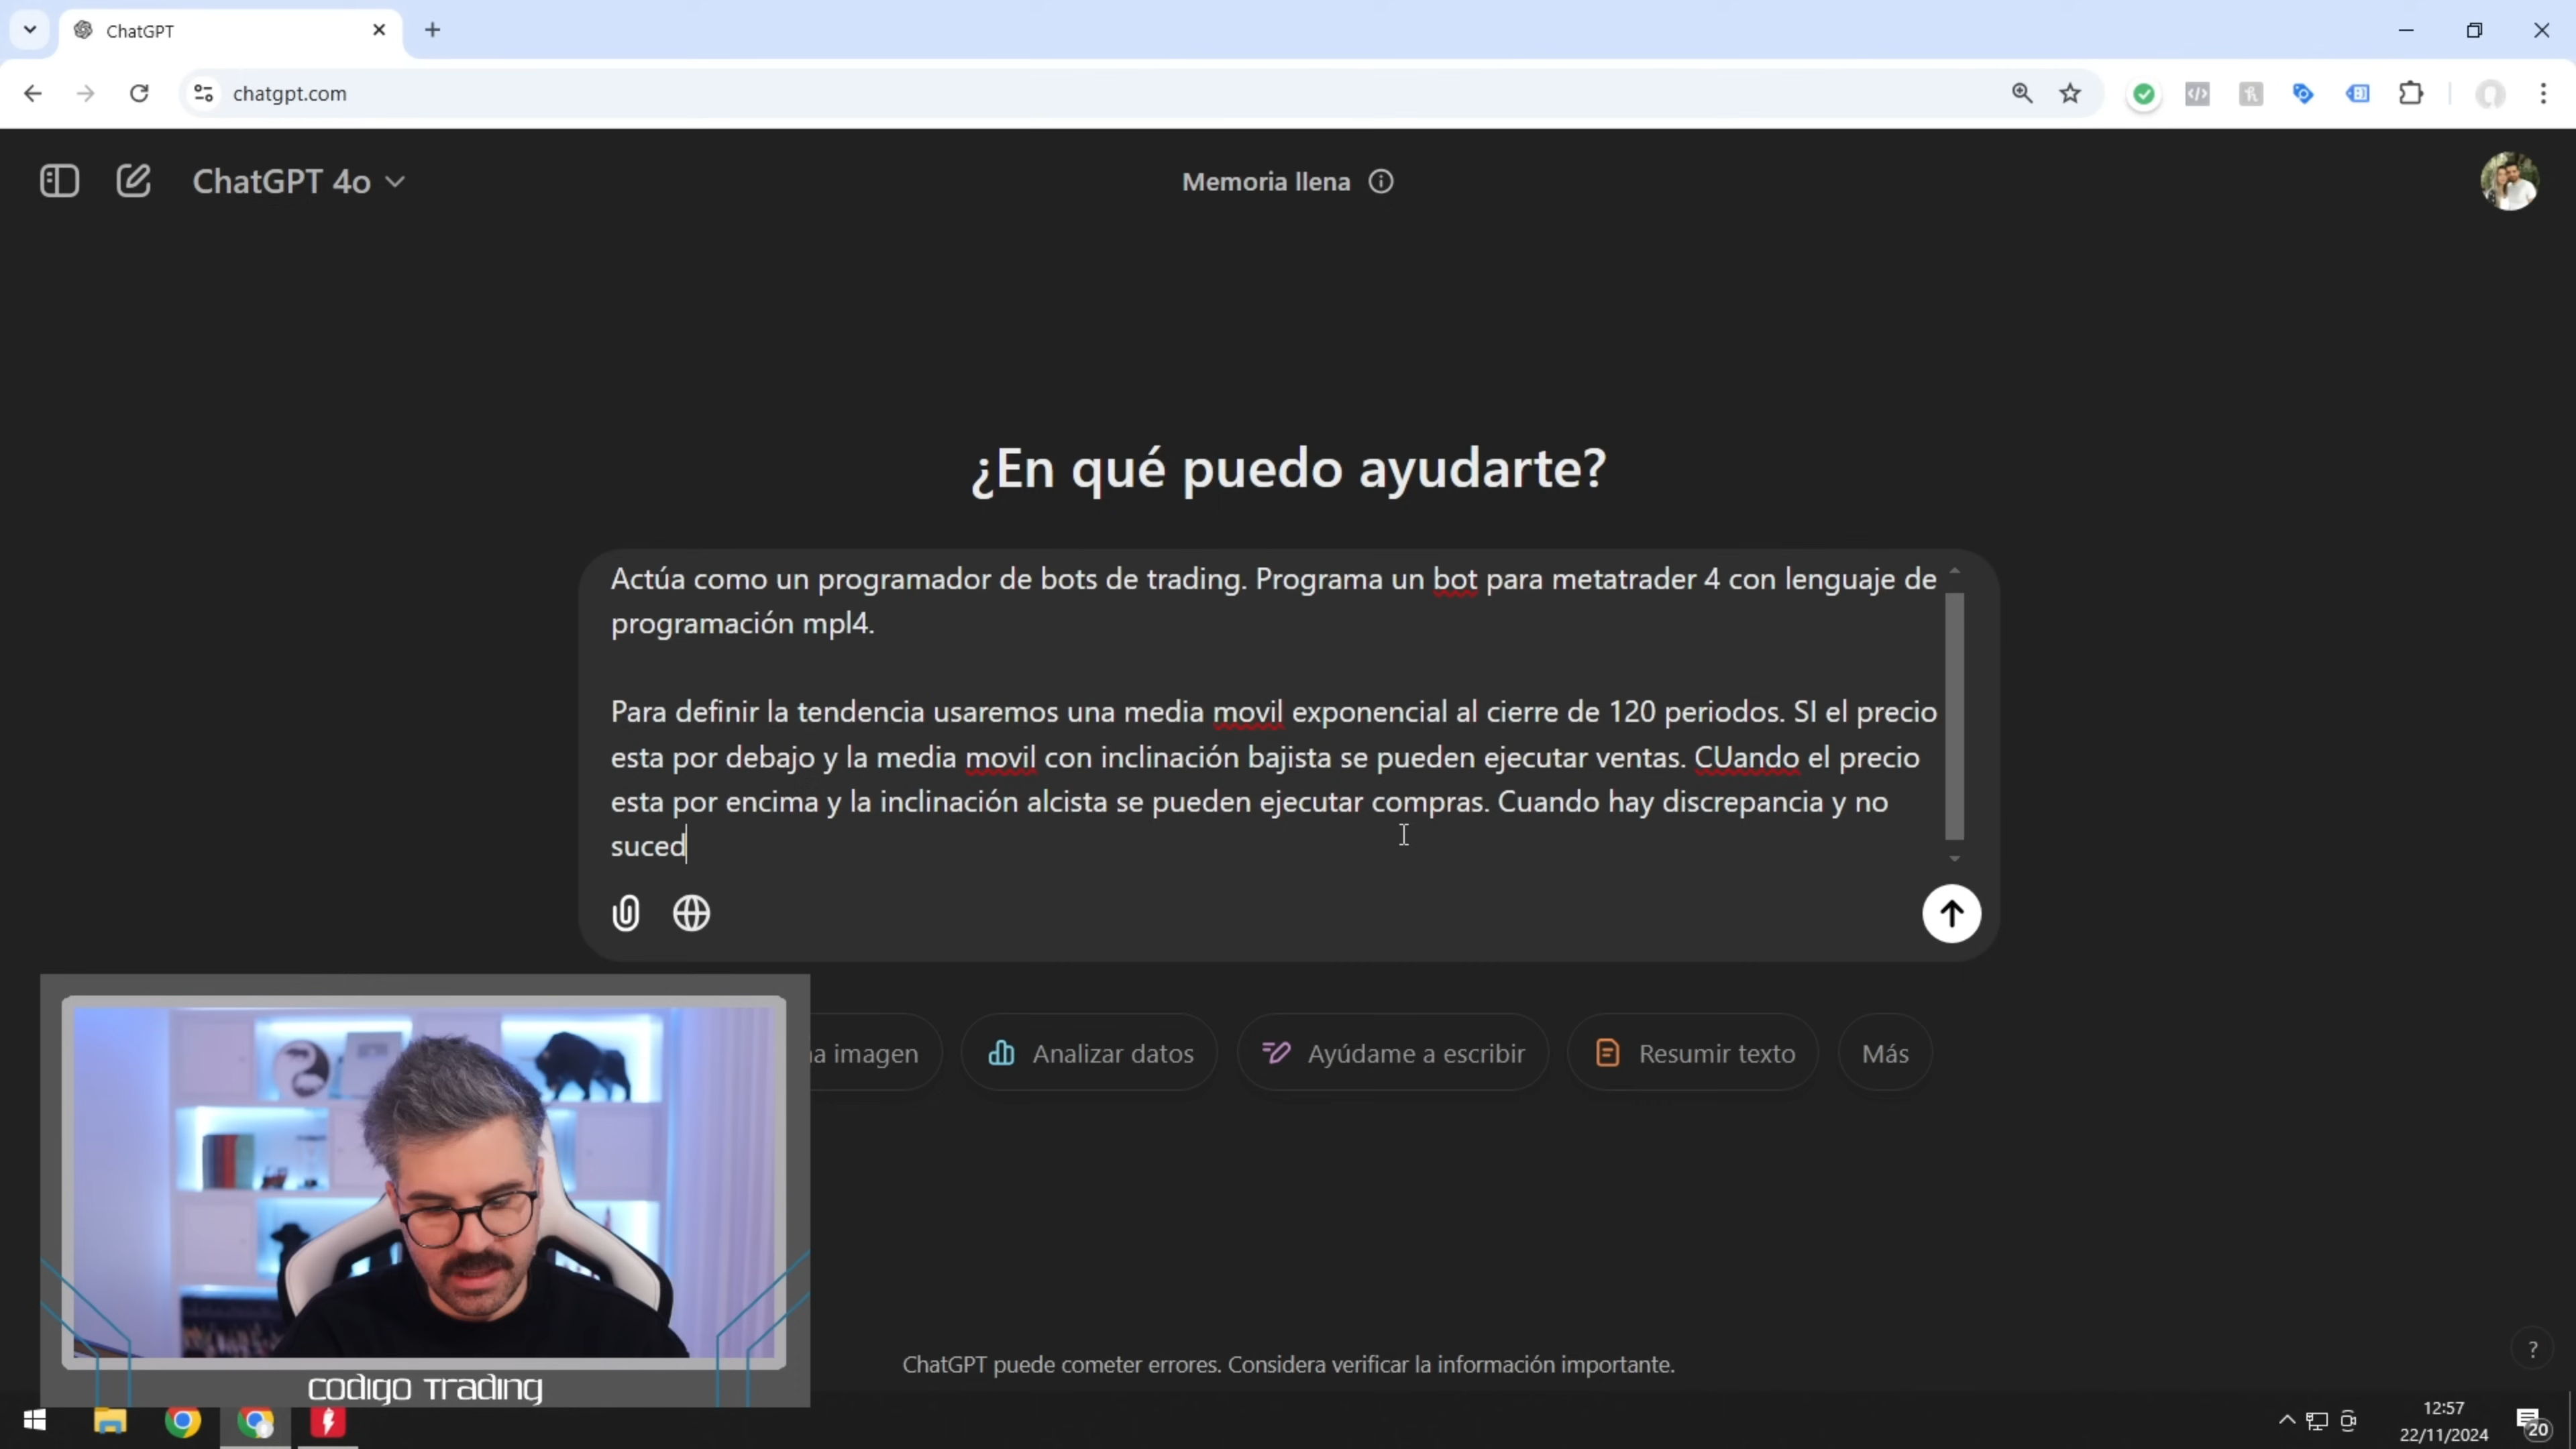 ChatGPT
chatgpt.com
ChatGPT 4o
Memoria llena
¿En qué puedo ayudarte?
Actúa como un programador de bots de trading. Programa un bot para metatrader 4 con lenguaje de
programación mpl4.
Para definir la tendencia usaremos una media movil exponencial al cierre de 120 periodos. SI el precio
esta por debajo y la media movil con inclinación bajista se pueden ejecutar ventas. CUando el precio
esta por encima y la inclinación alcista se pueden ejecutar compras. Cuando hay discrepancia y no
suced
imagen
Analizar datos
Ayúdame a escribir
Resumir texto
Más
ChatGPT puede cometer errores. Considera verificar la información importante.
?
codigo Trading
12:57
22/11/2024
20